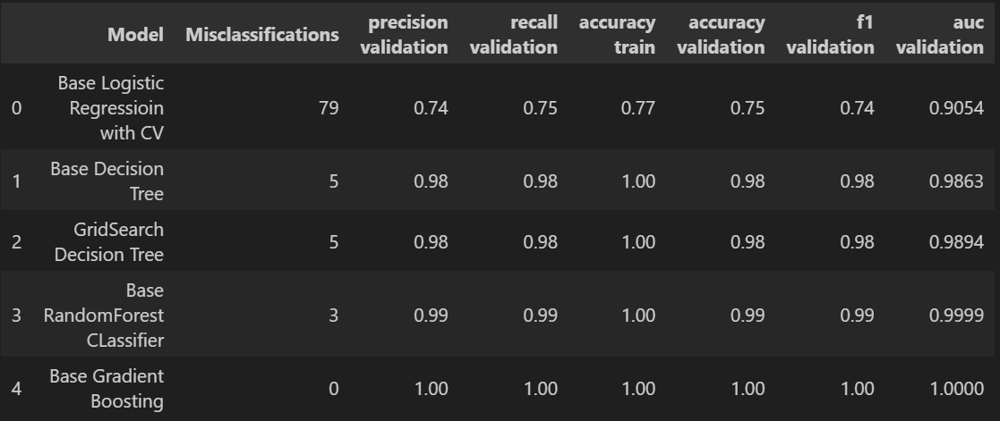 Model Misclassifications precision validation recall validation accuracy train accuracy validation f1 validation auc validation
0 Base Logistic Regressioin with CV 79 0.74 0.75 0.77 0.75 0.74 0.9054
1 Base Decision Tree 5 0.98 0.98 1.00 0.98 0.98 0.9863
2 GridSearch Decision Tree 5 0.98 0.98 1.00 0.98 0.98 0.9894
3 Base RandomForest CLassifier 3 0.99 0.99 1.00 0.99 0.99 0.9999
4 Base Gradient Boosting 0 1.00 1.00 1.00 1.00 1.00 1.0000